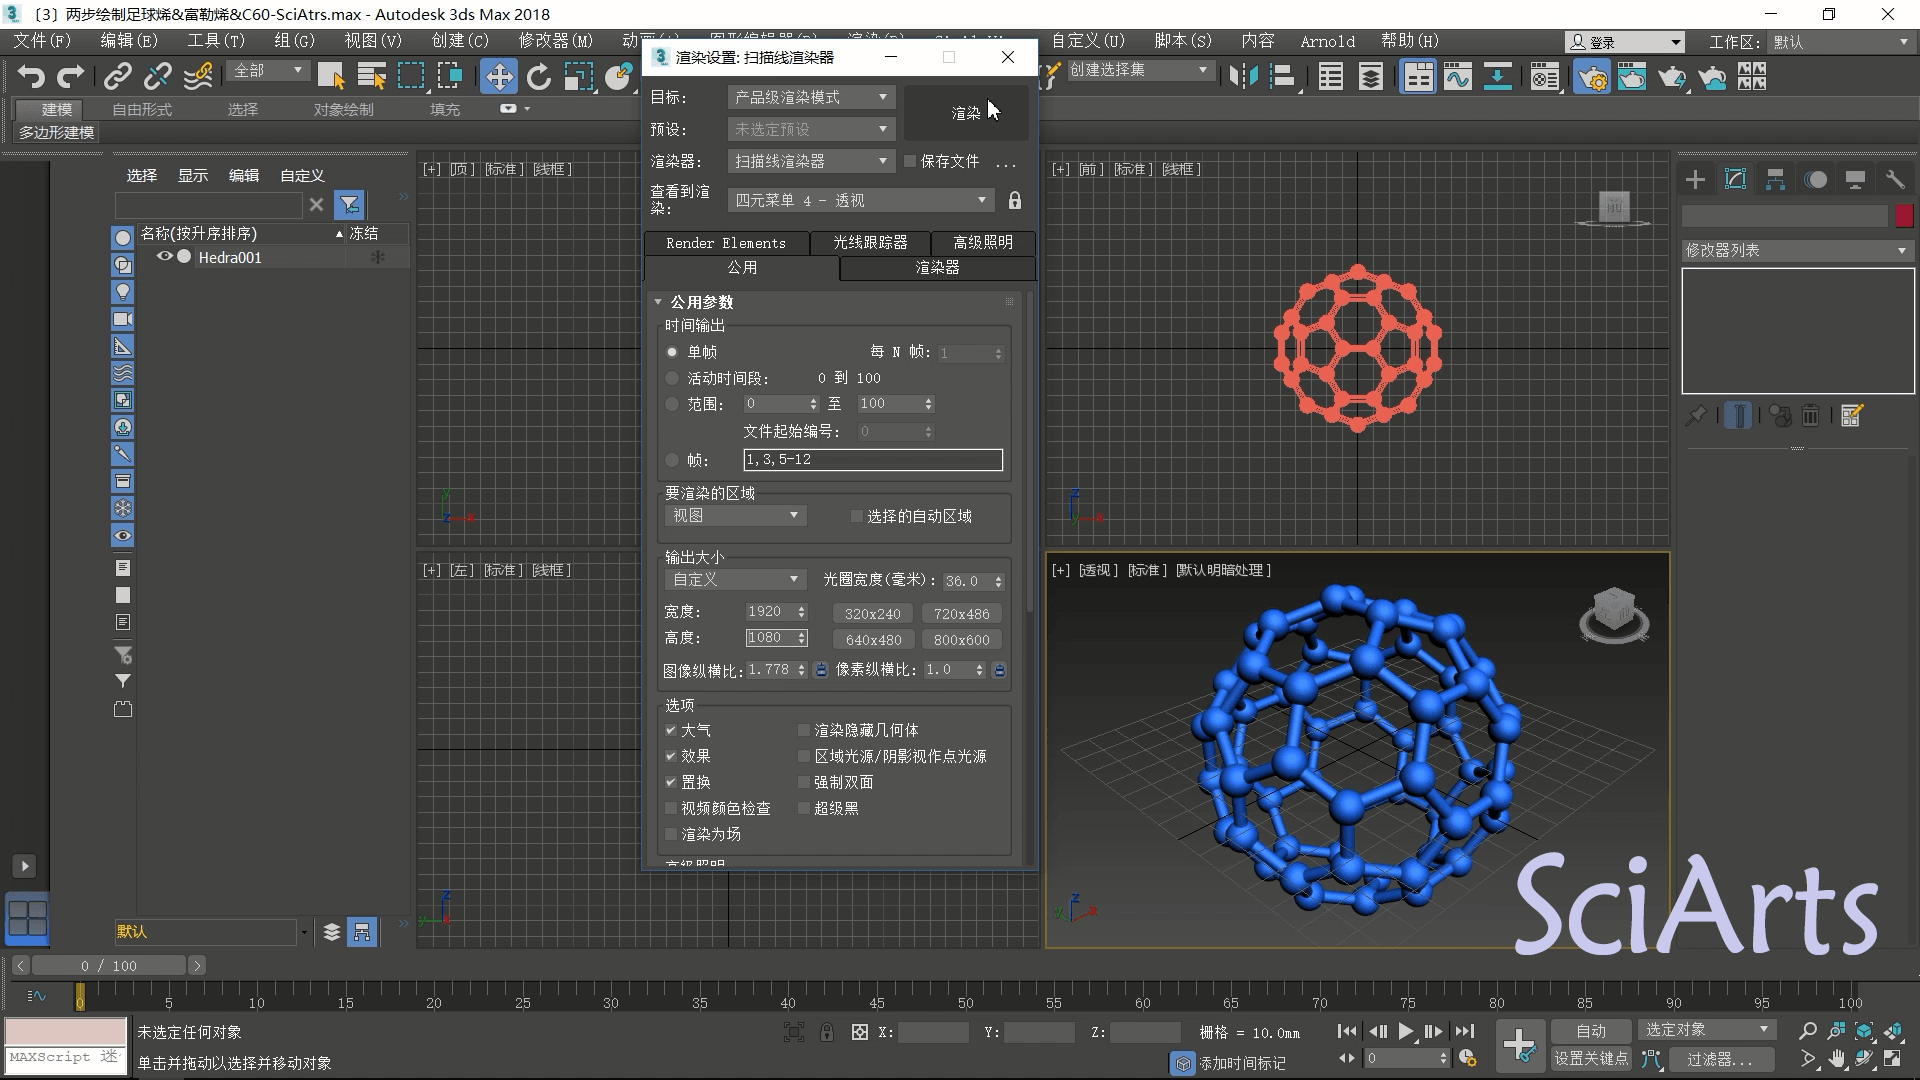 〔3〕两步绘制足球烯&富勒烯&C60-SciAtrs.max - Autodesk 3ds Max 2018
文件(F) 编辑(E) 工具(T) 组(G) 视图(V) 创建(C) 修改器(M) 自定义(U) 脚本(S) 内容 Arnold 帮助(H) 登录 工作区: 默认
全部 创建选择集
建模 自由形式 选择 对象绘制 填充
多边形建模
选择 显示 编辑 自定义
名称(按升序排序) ▲ 冻结
Hedra001
默认
[+] [顶] [标准] [线框]
[+] [前] [标准] [线框]
[+] [左] [标准] [线框]
[+] [透视] [标准] [默认明暗处理]
渲染设置: 扫描线渲染器
目标: 产品级渲染模式 渲染
预设: 未选定预设
渲染器: 扫描线渲染器 保存文件 ...
查看到渲染: 四元菜单 4 - 透视
Render Elements 光线跟踪器 高级照明
公用 渲染器
公用参数
时间输出
单帧 每 N 帧: 1
活动时间段: 0 到 100
范围: 0 至 100
文件起始编号: 0
帧: 1,3,5-12
要渲染的区域
视图 选择的自动区域
输出大小
自定义 光圈宽度(毫米): 36.0
宽度: 1920 320x240 720x486
高度: 1080 640x480 800x600
图像纵横比: 1.778 像素纵横比: 1.0
选项
大气 渲染隐藏几何体
效果 区域光源/阴影视作点光源
置换 强制双面
视频颜色检查 超级黑
渲染为场
高级照明
修改器列表
前
SciArts
0 / 100
0 5 10 15 20 25 30 35 40 45 50 55 60 65 70 75 80 85 90 95 100
未选定任何对象 X: Y: Z: 栅格 = 10.0mm 自动 选定对象
MAXScript 迷 单击并拖动以选择并移动对象 添加时间标记 0 设置关键点 过滤器...